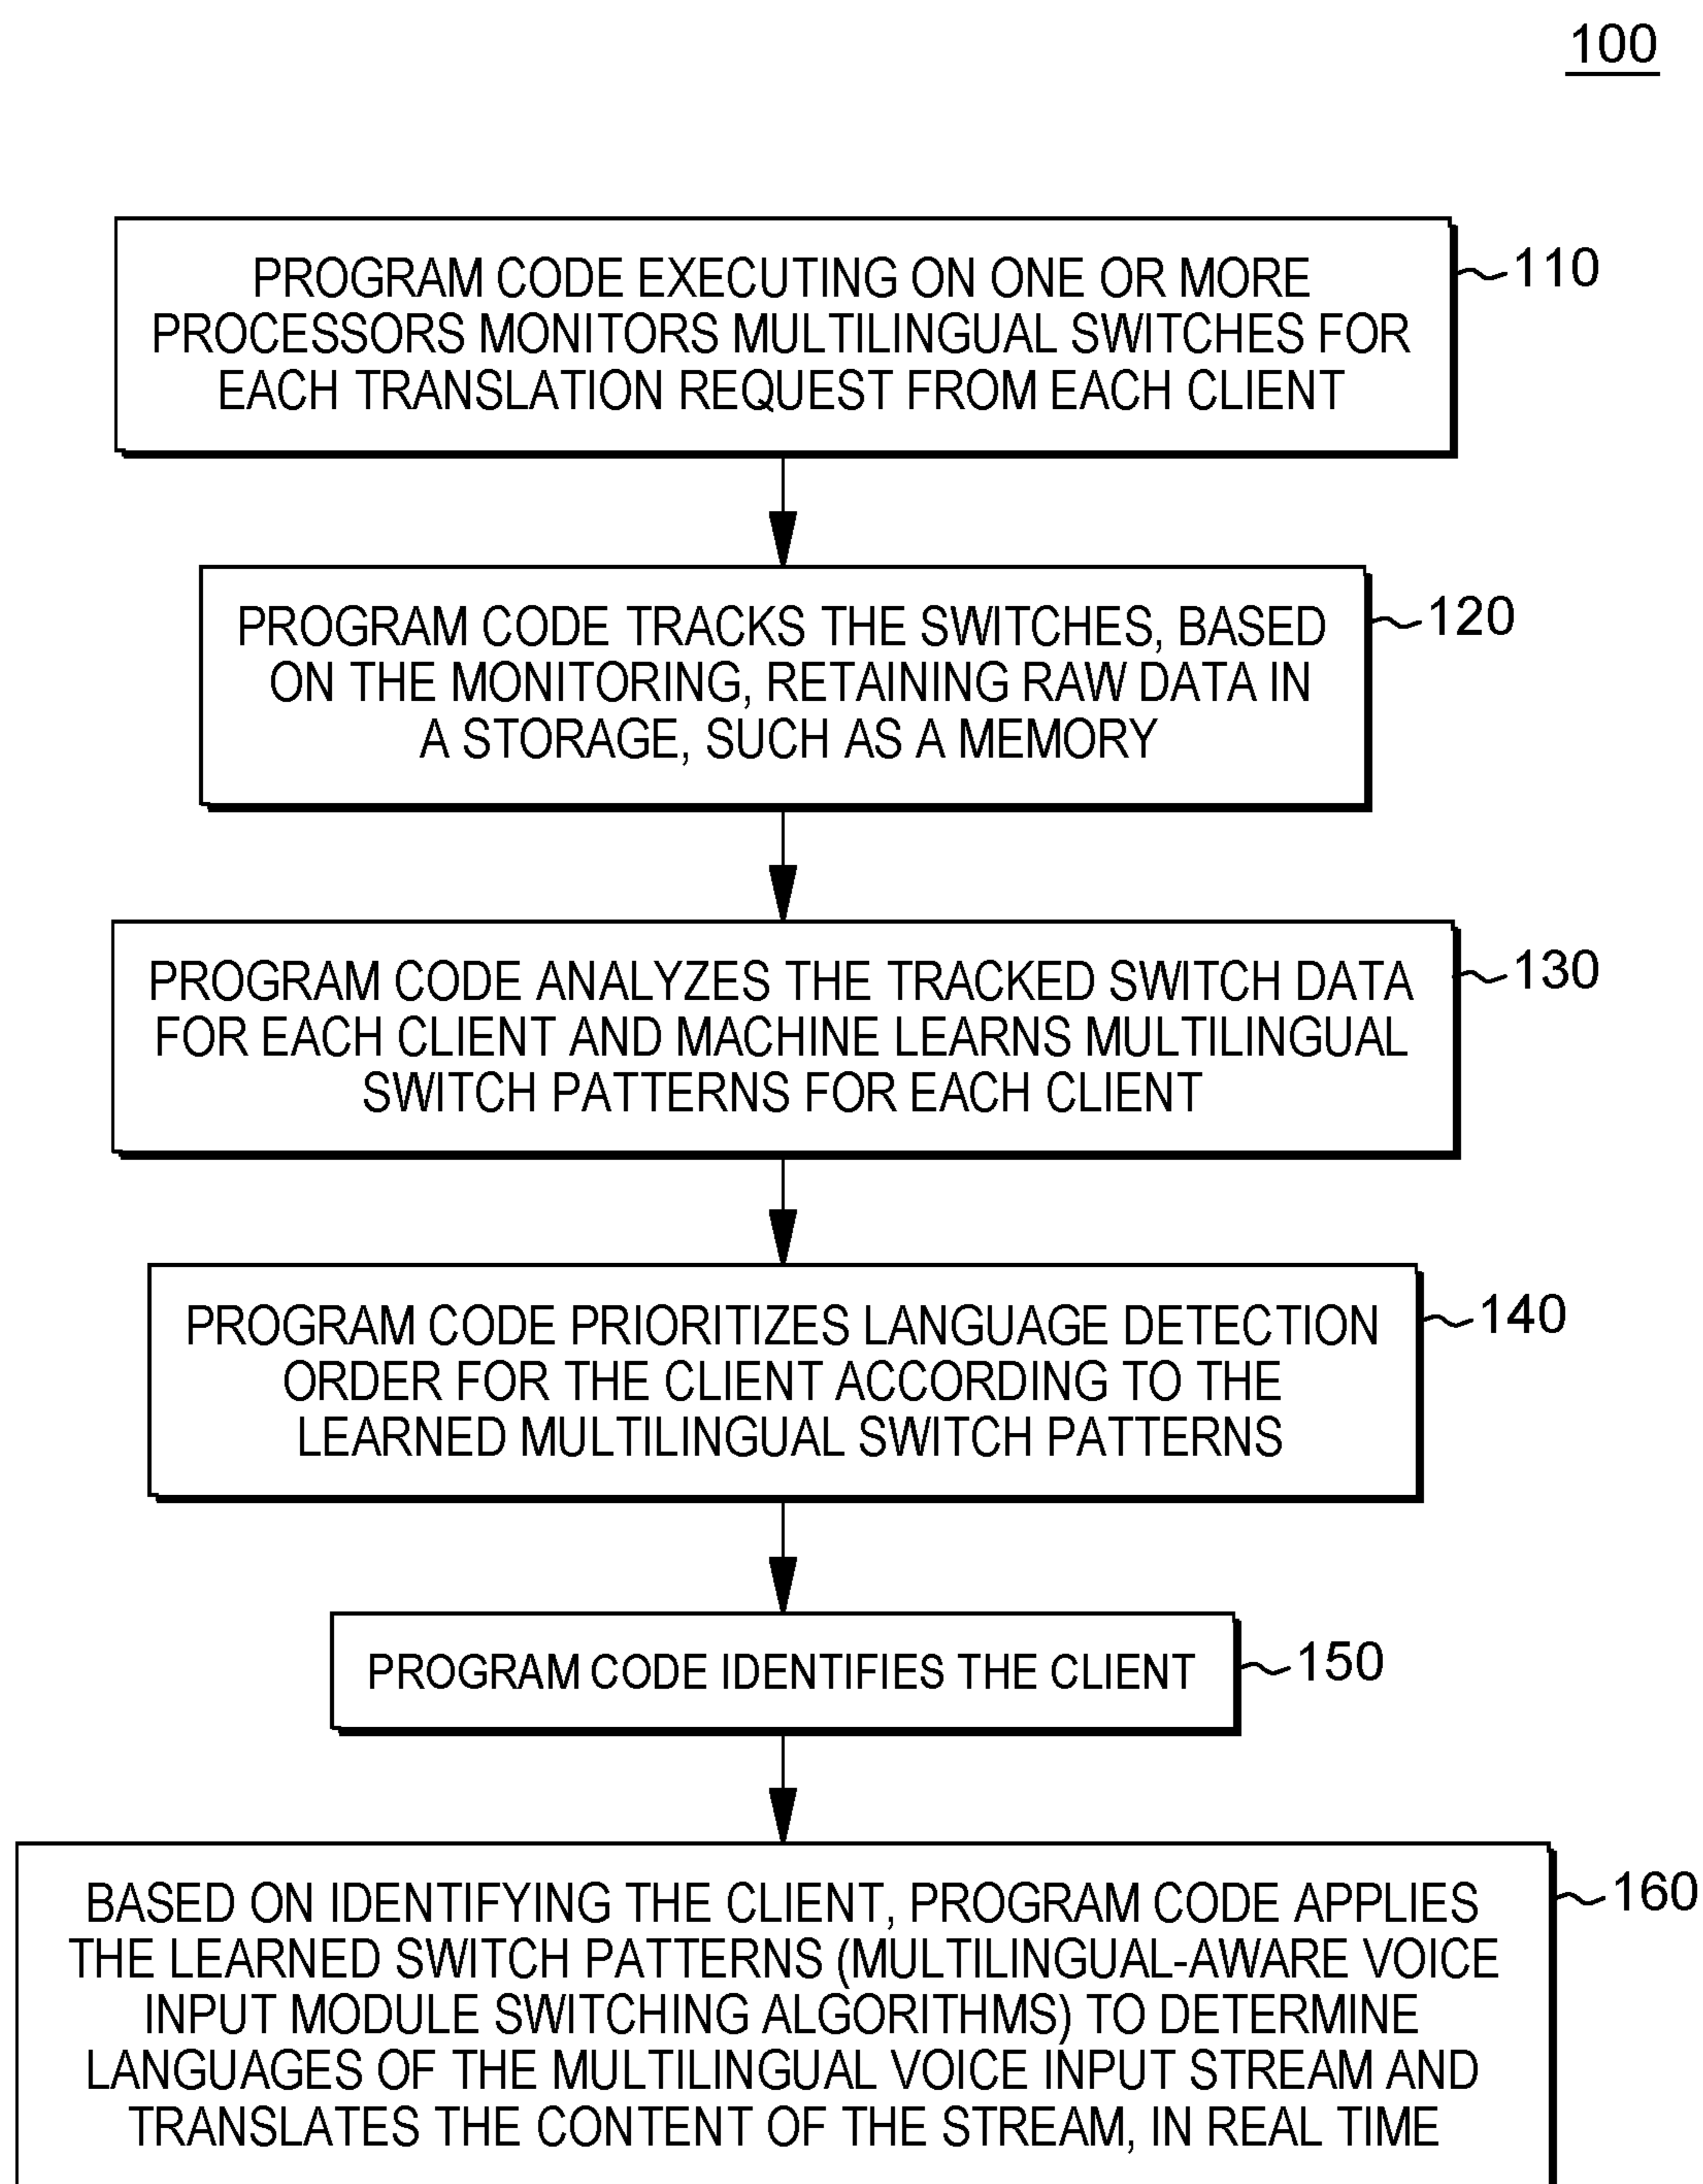 100
PROGRAM CODE EXECUTING ON ONE OR MORE
PROCESSORS MONITORS MULTILINGUAL SWITCHES FOR
EACH TRANSLATION REQUEST FROM EACH CLIENT
110
PROGRAM CODE TRACKS THE SWITCHES, BASED
ON THE MONITORING, RETAINING RAW DATA IN
A STORAGE, SUCH AS A MEMORY
120
PROGRAM CODE ANALYZES THE TRACKED SWITCH DATA
FOR EACH CLIENT AND MACHINE LEARNS MULTILINGUAL
SWITCH PATTERNS FOR EACH CLIENT
130
PROGRAM CODE PRIORITIZES LANGUAGE DETECTION
ORDER FOR THE CLIENT ACCORDING TO THE
LEARNED MULTILINGUAL SWITCH PATTERNS
140
PROGRAM CODE IDENTIFIES THE CLIENT
150
BASED ON IDENTIFYING THE CLIENT, PROGRAM CODE APPLIES
THE LEARNED SWITCH PATTERNS (MULTILINGUAL-AWARE VOICE
INPUT MODULE SWITCHING ALGORITHMS) TO DETERMINE
LANGUAGES OF THE MULTILINGUAL VOICE INPUT STREAM AND
TRANSLATES THE CONTENT OF THE STREAM, IN REAL TIME
160